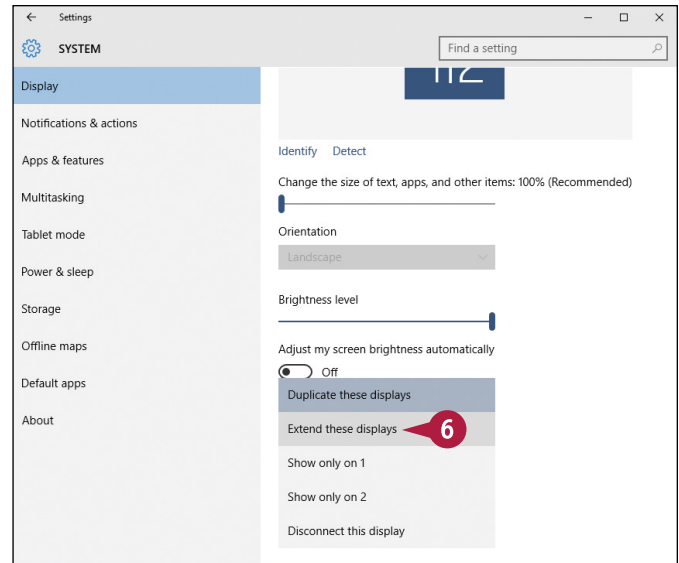 Settings
SYSTEM
Find a setting
Display
Notifications & actions
Apps & features
Multitasking
Tablet mode
Power & sleep
Storage
Offline maps
Default apps
About
Identify Detect
Change the size of text, apps, and other items: 100% (Recommended)
Orientation
Landscape
Brightness level
Adjust my screen brightness automatically
Off
Duplicate these displays
Extend these displays
6
Show only on 1
Show only on 2
Disconnect this display